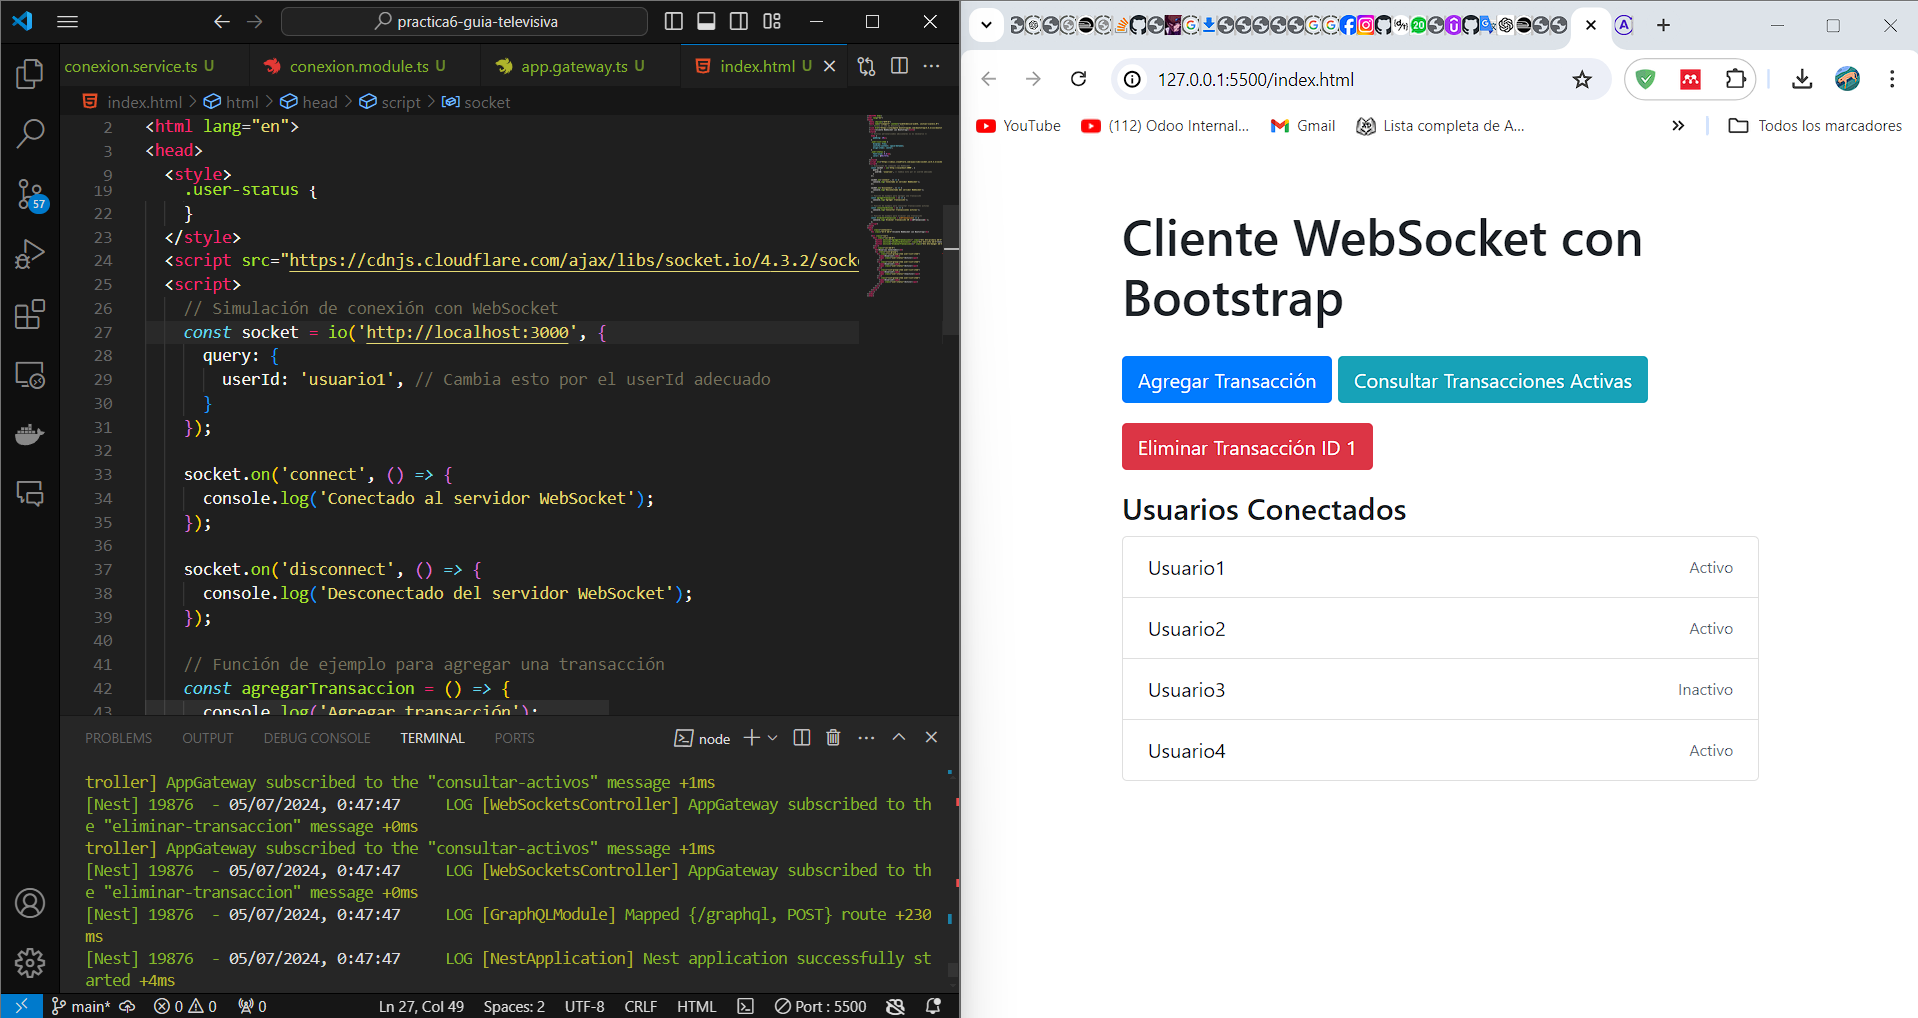 practica6-guia-televisiva
conexion.service.ts U
conexion.module.ts U
app.gateway.ts U
index.html U
index.html > html > head > script > socket
2 <html lang="en">
3 <head>
9 <style>
19 .user-status {
22 }
23 </style>
24 <script src="https://cdnjs.cloudflare.com/ajax/libs/socket.io/4.3.2/socke
25 <script>
26 // Simulación de conexión con WebSocket
27 const socket = io('http://localhost:3000', {
28 query: {
29 userId: 'usuario1', // Cambia esto por el userId adecuado
30 }
31 });
32
33 socket.on('connect', () => {
34 console.log('Conectado al servidor WebSocket');
35 });
36
37 socket.on('disconnect', () => {
38 console.log('Desconectado del servidor WebSocket');
39 });
40
41 // Función de ejemplo para agregar una transacción
42 const agregarTransaccion = () => {
43 console.log('Agregar transacción');
57
PROBLEMS OUTPUT DEBUG CONSOLE TERMINAL PORTS
node
troller] AppGateway subscribed to the "consultar-activos" message +1ms
[Nest] 19876 - 05/07/2024, 0:47:47 LOG [WebSocketsController] AppGateway subscribed to th
e "eliminar-transaccion" message +0ms
troller] AppGateway subscribed to the "consultar-activos" message +1ms
[Nest] 19876 - 05/07/2024, 0:47:47 LOG [WebSocketsController] AppGateway subscribed to th
e "eliminar-transaccion" message +0ms
[Nest] 19876 - 05/07/2024, 0:47:47 LOG [GraphQLModule] Mapped {/graphql, POST} route +230
ms
[Nest] 19876 - 05/07/2024, 0:47:47 LOG [NestApplication] Nest application successfully st
arted +4ms
main* 0 0 0 Ln 27, Col 49 Spaces: 2 UTF-8 CRLF HTML Port : 5500
20
127.0.0.1:5500/index.html
YouTube
(112) Odoo Internal...
Gmail
Lista completa de A...
Todos los marcadores
Cliente WebSocket con
Bootstrap
Agregar Transacción
Consultar Transacciones Activas
Eliminar Transacción ID 1
Usuarios Conectados
Usuario1 Activo
Usuario2 Activo
Usuario3 Inactivo
Usuario4 Activo